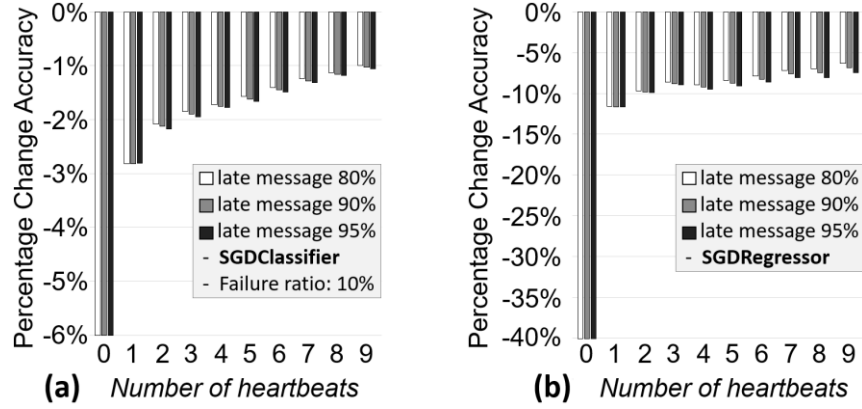 Percentage Change Accuracy
0%
-1%
-2%
-3%
-4%
-5%
-6%
late message 80%
late message 90%
late message 95%
- SGDClassifier
- Failure ratio: 10%
0 1 2 3 4 5 6 7 8 9
(a) Number of heartbeats
Percentage Change Accuracy
0%
-5%
-10%
-15%
-20%
-25%
-30%
-35%
-40%
late message 80%
late message 90%
late message 95%
- SGDRegressor
0 1 2 3 4 5 6 7 8 9
(b) Number of heartbeats